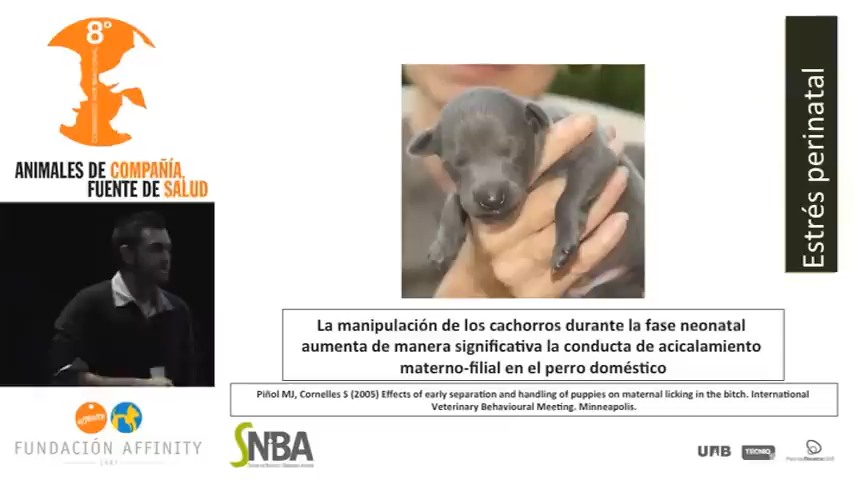 8º
ANIMALES DE COMPAÑÍA,
FUENTE DE SALUD
Estrés perinatal
La manipulación de los cachorros durante la fase neonatal
aumenta de manera significativa la conducta de acicalamiento
materno-filial en el perro doméstico
Piñol MJ, Cornelles S (2005) Effects of early separation and handling of puppies on maternal licking in the bitch. International
Veterinary Behavioural Meeting. Minneapolis.
affinity
FUNDACIÓN AFFINITY
SNBA
UAB
TECNIO